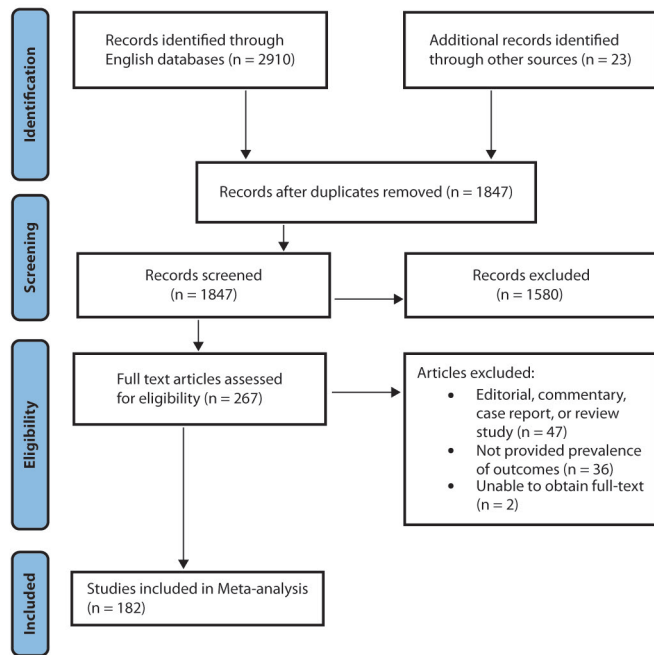 Identification
Records identified through
English databases (n = 2910)
Additional records identified
through other sources (n = 23)
Records after duplicates removed (n = 1847)
Screening
Records screened
(n = 1847)
Records excluded
(n = 1580)
Eligibility
Full text articles assessed
for eligibility (n = 267)
Articles excluded:
• Editorial, commentary,
case report, or review
study (n = 47)
• Not provided prevalence
of outcomes (n = 36)
• Unable to obtain full-text
(n = 2)
Included
Studies included in Meta-analysis
(n = 182)